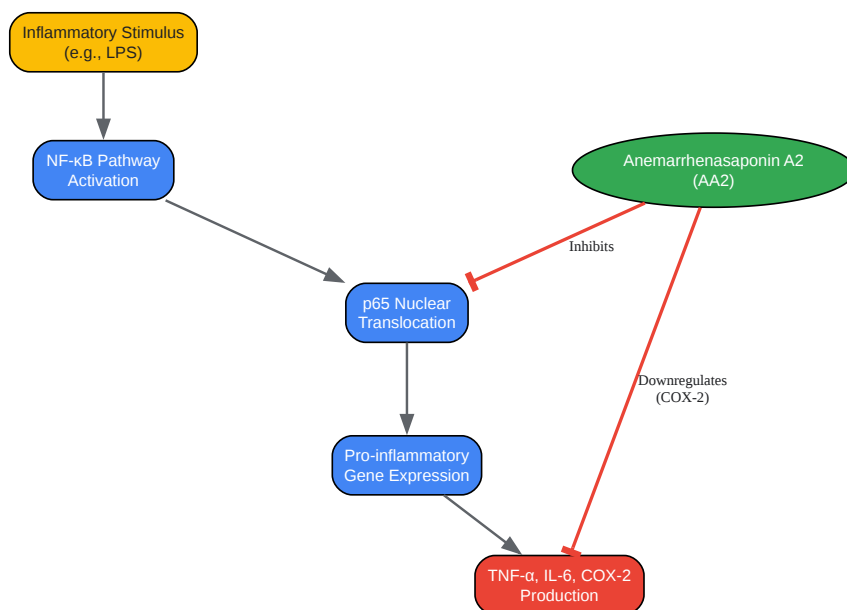 Inflammatory Stimulus
(e.g., LPS)
NF-κB Pathway
Activation
Anemarrhenasaponin A2
(AA2)
Inhibits
p65 Nuclear
Translocation
Downregulates
(COX-2)
Pro-inflammatory
Gene Expression
TNF-α, IL-6, COX-2
Production